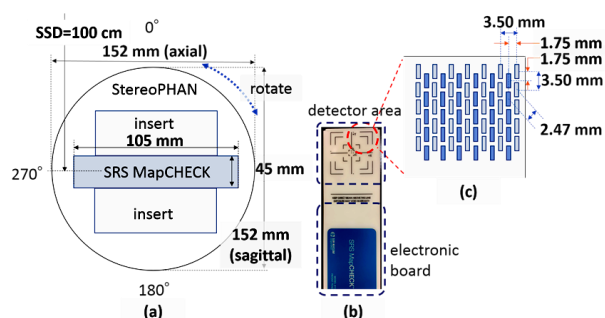 SSD=100 cm
0°
152 mm (axial)
StereoPHAN
rotate
insert
105 mm
270°
SRS MapCHECK
45 mm
insert
152 mm
(sagittal)
180°
(a)
detector area
SRS MapCHECK
electronic
board
(b)
3.50 mm
1.75 mm
1.75 mm
3.50 mm
2.47 mm
(c)